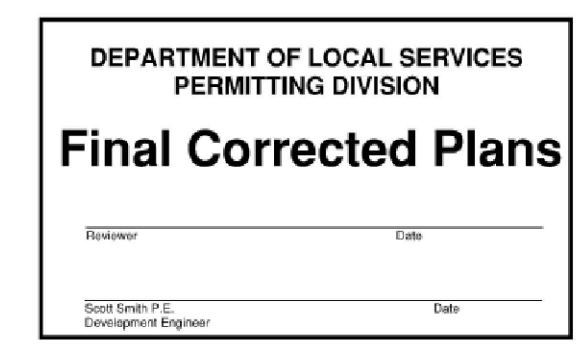 DEPARTMENT OF LOCAL SERVICES
PERMITTING DIVISION
Final Corrected Plans
Reviewer Date
Scott Smith P.E. Date
Development Engineer